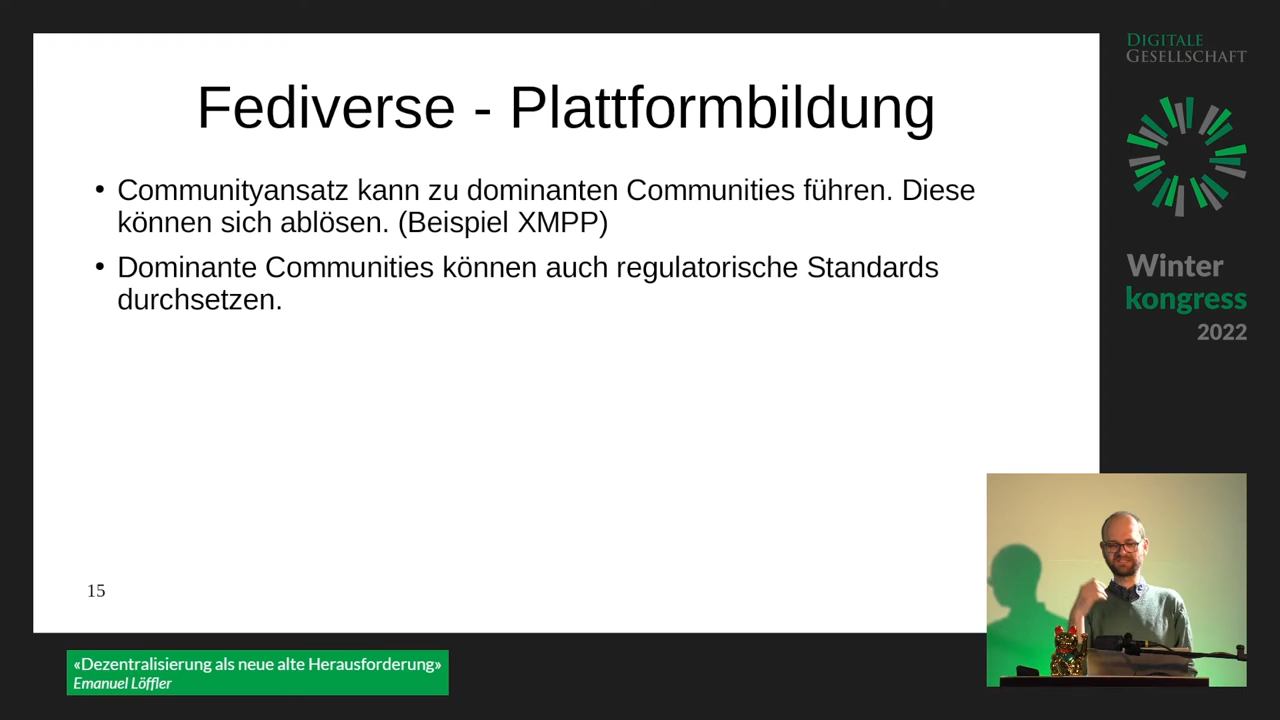 Fediverse - Plattformbildung
• Communityansatz kann zu dominanten Communities führen. Diese
können sich ablösen. (Beispiel XMPP)
• Dominante Communities können auch regulatorische Standards
durchsetzen.
15
DIGITALE
GESELLSCHAFT
Winter
kongress
2022
«Dezentralisierung als neue alte Herausforderung»
Emanuel Löffler